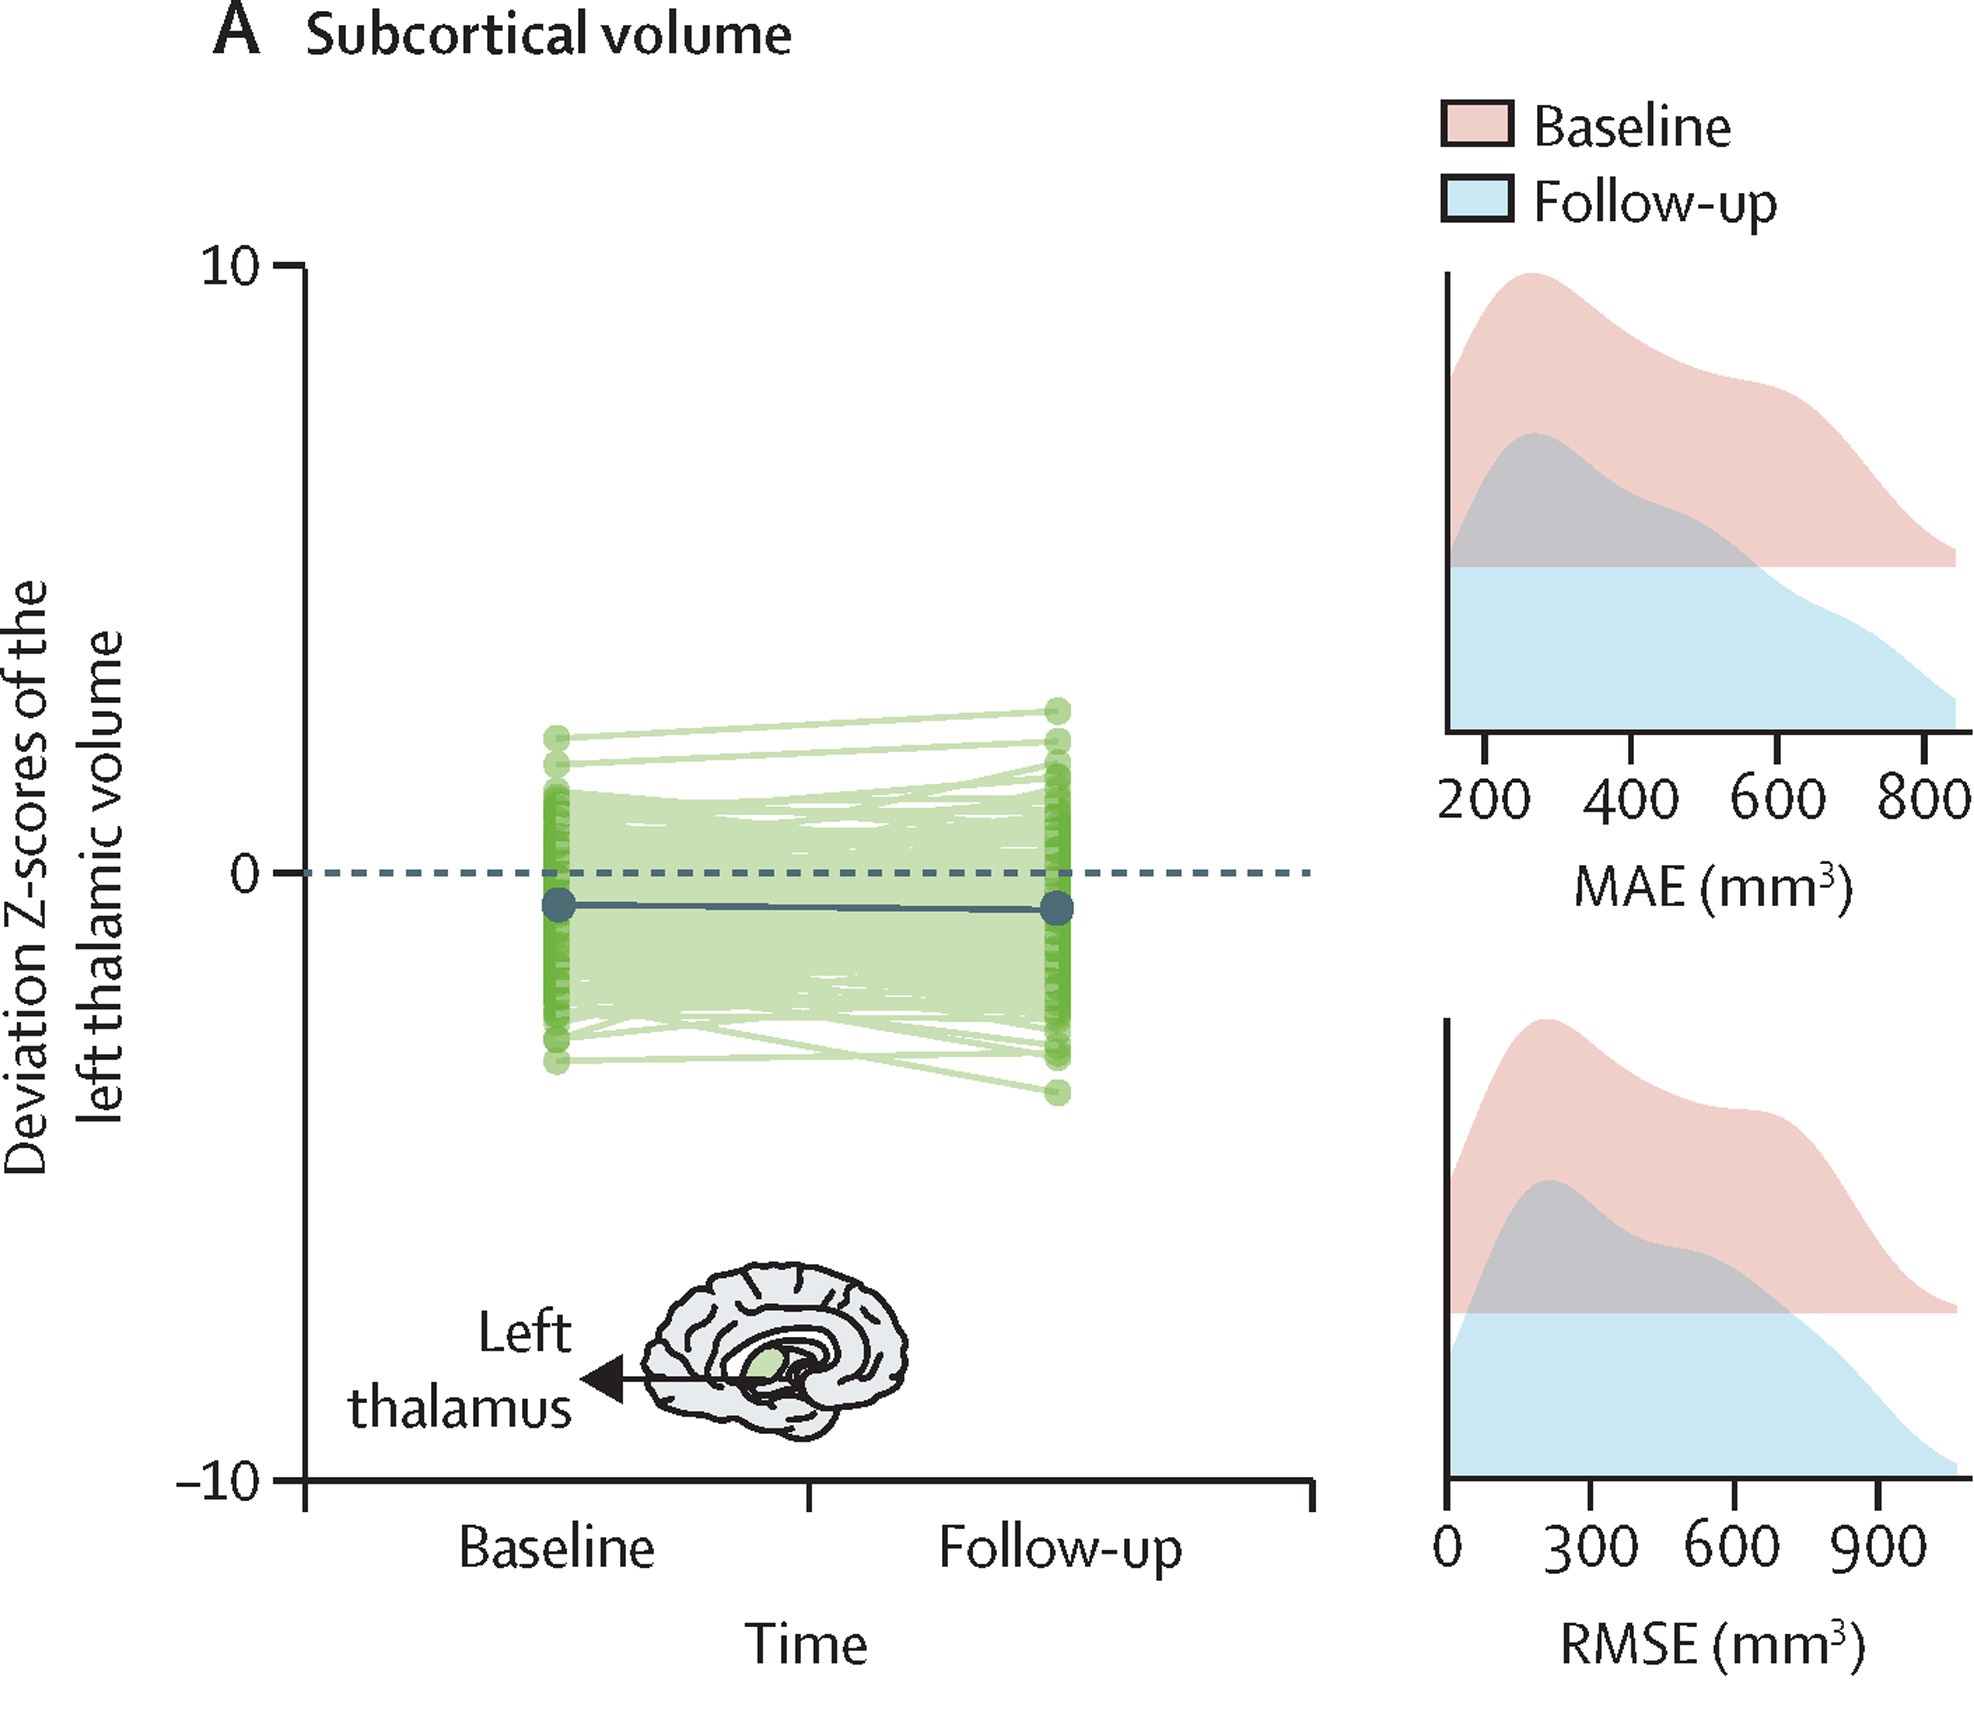 A Subcortical volume
Baseline
Follow-up
10
0
–10
Deviation Z-scores of the
left thalamic volume
Left
thalamus
Baseline
Follow-up
Time
200 400 600 800
MAE (mm³)
0 300 600 900
RMSE (mm³)